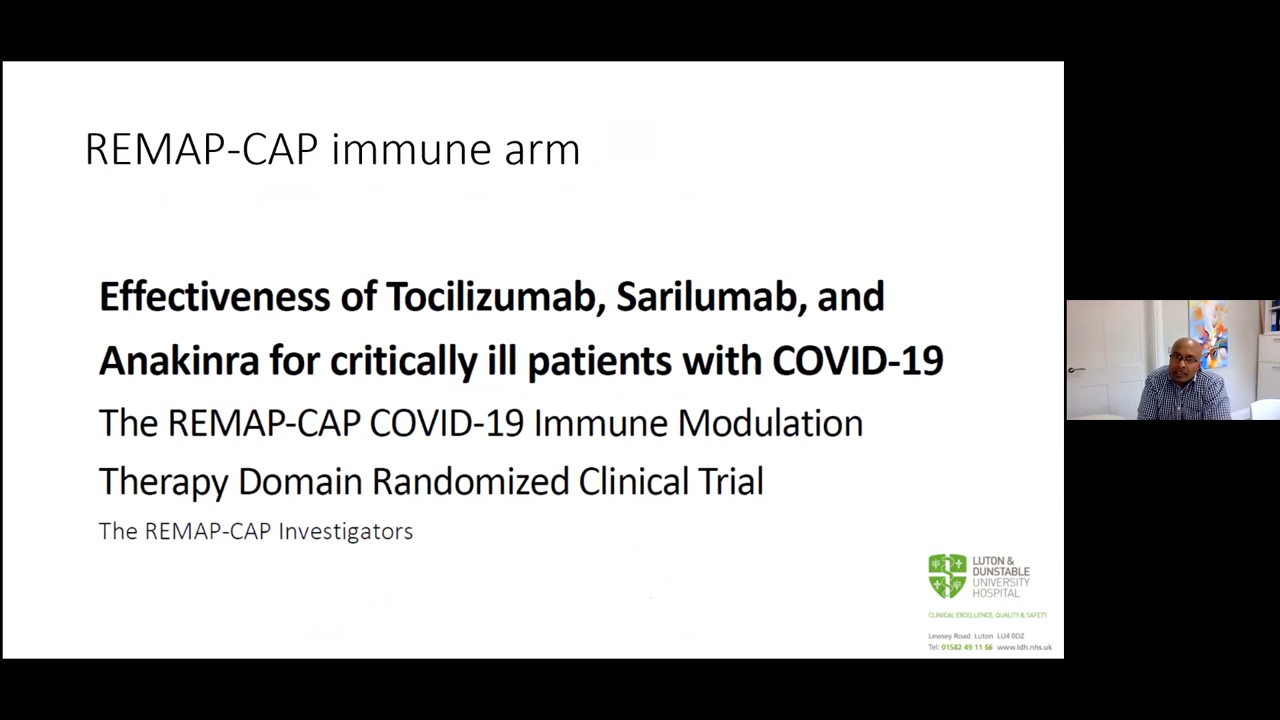 REMAP-CAP immune arm
Effectiveness of Tocilizumab, Sarilumab, and
Anakinra for critically ill patients with COVID-19
The REMAP-CAP COVID-19 Immune Modulation
Therapy Domain Randomized Clinical Trial
The REMAP-CAP Investigators
LUTON &
DUNSTABLE
UNIVERSITY
HOSPITAL
CLINICAL EXCELLENCE, QUALITY & SAFETY
Lewsey Road Luton LU4 0DZ
Tel: 01582 49 11 66 www.ldh.nhs.uk